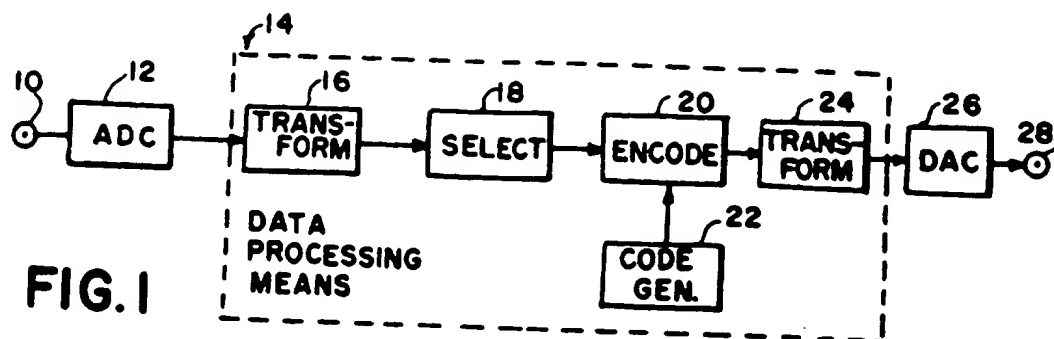 14
10
12
ADC
16
TRANS-
FORM
18
SELECT
20
ENCODE
24
TRANS-
FORM
26
DAC
28
22
CODE
GEN.
DATA
PROCESSING
MEANS
FIG. 1